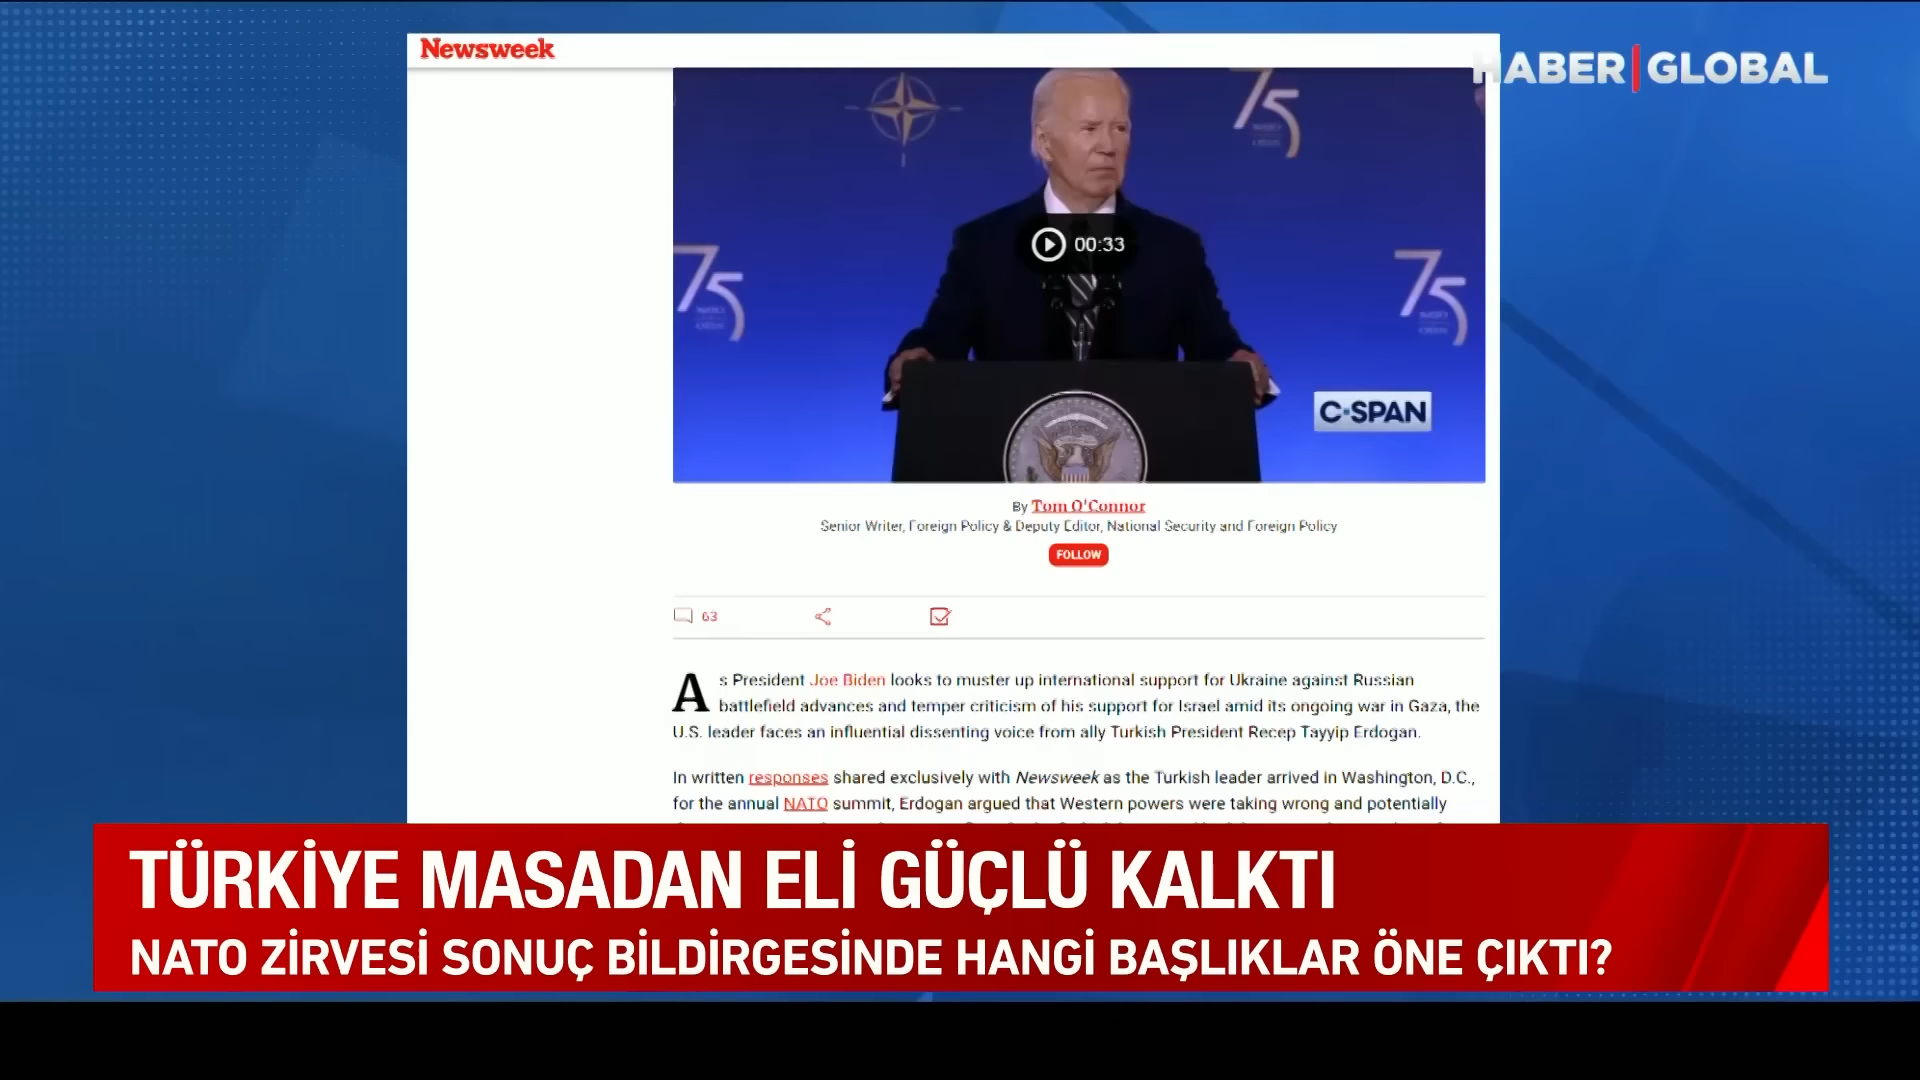 Newsweek
HABER GLOBAL
75
75
75
00:33
C-SPAN
By Tom O'Connor
Senior Writer, Foreign Policy & Deputy Editor, National Security and Foreign Policy
FOLLOW
63
As President Joe Biden looks to muster up international support for Ukraine against Russian
battlefield advances and temper criticism of his support for Israel amid its ongoing war in Gaza, the
U.S. leader faces an influential dissenting voice from ally Turkish President Recep Tayyip Erdogan.
In written responses shared exclusively with Newsweek as the Turkish leader arrived in Washington, D.C.,
for the annual NATO summit, Erdogan argued that Western powers were taking wrong and potentially
TÜRKİYE MASADAN ELİ GÜÇLÜ KALKTI
NATO ZİRVESİ SONUÇ BİLDİRGESİNDE HANGİ BAŞLIKLAR ÖNE ÇIKTI?